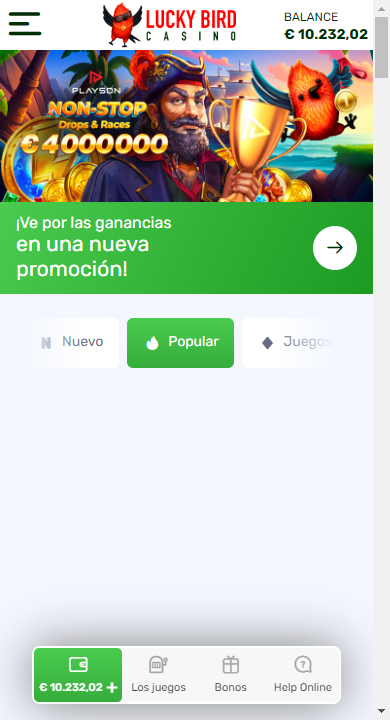 LUCKY BIRD
CASINO
BALANCE
€ 10.232,02
PLAYSON
NON-STOP
Drops & Races
€4000000
¡Ve por las ganancias
en una nueva
promoción!
Nuevo
Popular
Juegos
€ 10.232,02
Los juegos
Bonos
Help Online